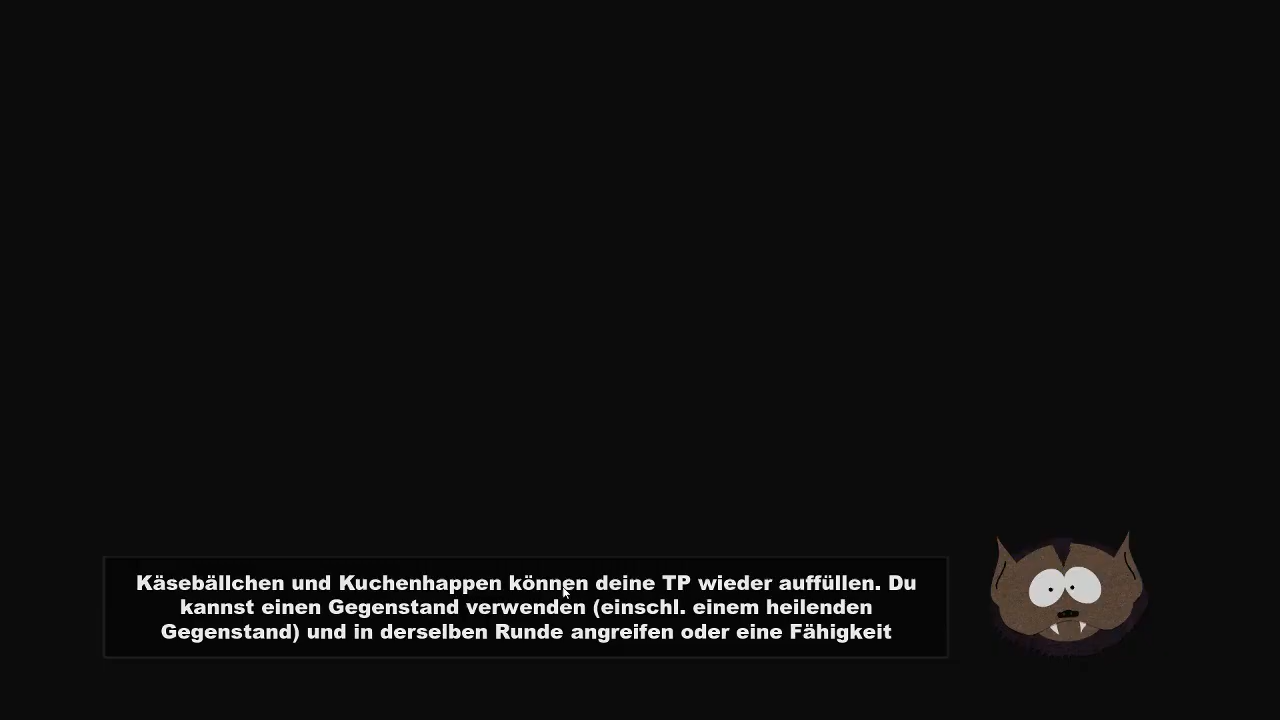 Käsebällchen und Kuchenhappen können deine TP wieder auffüllen. Du
kannst einen Gegenstand verwenden (einschl. einem heilenden
Gegenstand) und in derselben Runde angreifen oder eine Fähigkeit